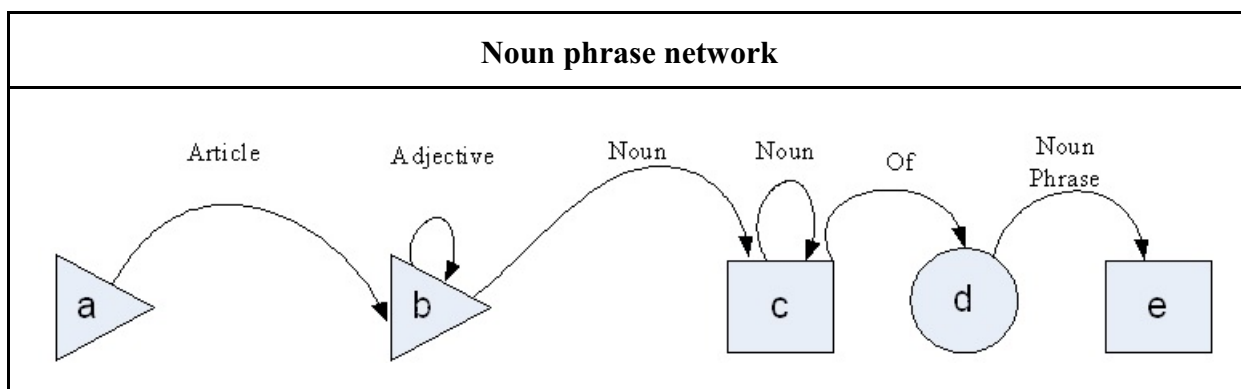 Noun phrase network
Article
Adjective
Noun
Noun
Of
Noun
Phrase
a
b
c
d
e